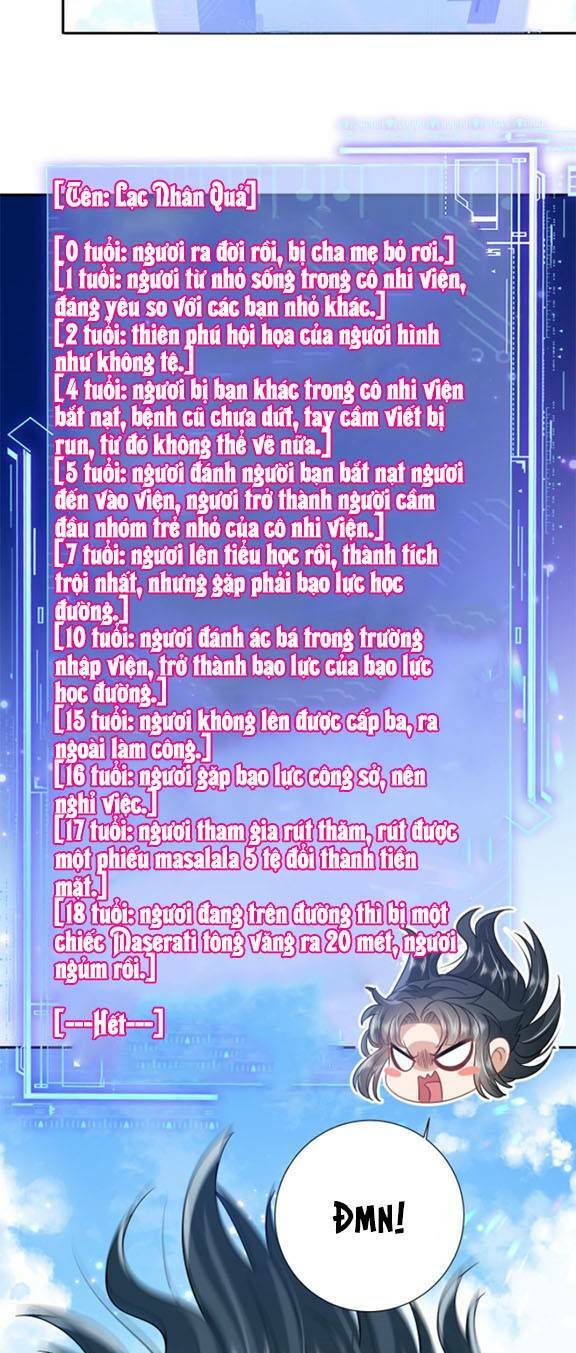 [Tên: Lạc Nhân Quả]
[0 tuổi: ngươi ra đời rồi, bị cha mẹ bỏ rơi.]
[1 tuổi: ngươi từ nhỏ sống trong cô nhi viện,
đáng yêu so với các bạn nhỏ khác.]
[2 tuổi: thiên phú hội họa của ngươi hình
như không tệ.]
[4 tuổi: ngươi bị bạn khác trong cô nhi viện
bắt nạt, bệnh cũ chưa dứt, tay cầm viết bị
run, từ đó không thể vẽ nữa.]
[5 tuổi: ngươi đánh người bạn bắt nạt ngươi
đến vào viện, ngươi trở thành người cầm
đầu nhóm trẻ nhỏ của cô nhi viện.]
[7 tuổi: ngươi lên tiểu học rồi, thành tích
trội nhất, nhưng gặp phải bạo lực học
đường.]
[10 tuổi: ngươi đánh ác bá trong trường
nhập viện, trở thành bạo lực của bạo lực
học đường.]
[15 tuổi: ngươi không lên được cấp ba, ra
ngoài làm công.]
[16 tuổi: ngươi gặp bạo lực công sở, nên
nghỉ việc.]
[17 tuổi: ngươi tham gia rút thăm, rút được
một phiếu masalala 5 tệ đổi thành tiền
mặt.]
[18 tuổi: ngươi đang trên đường thì bị một
chiếc Maserati tông văng ra 20 mét, ngươi
ngủm rồi.]
[---Hết---]
ĐMN!